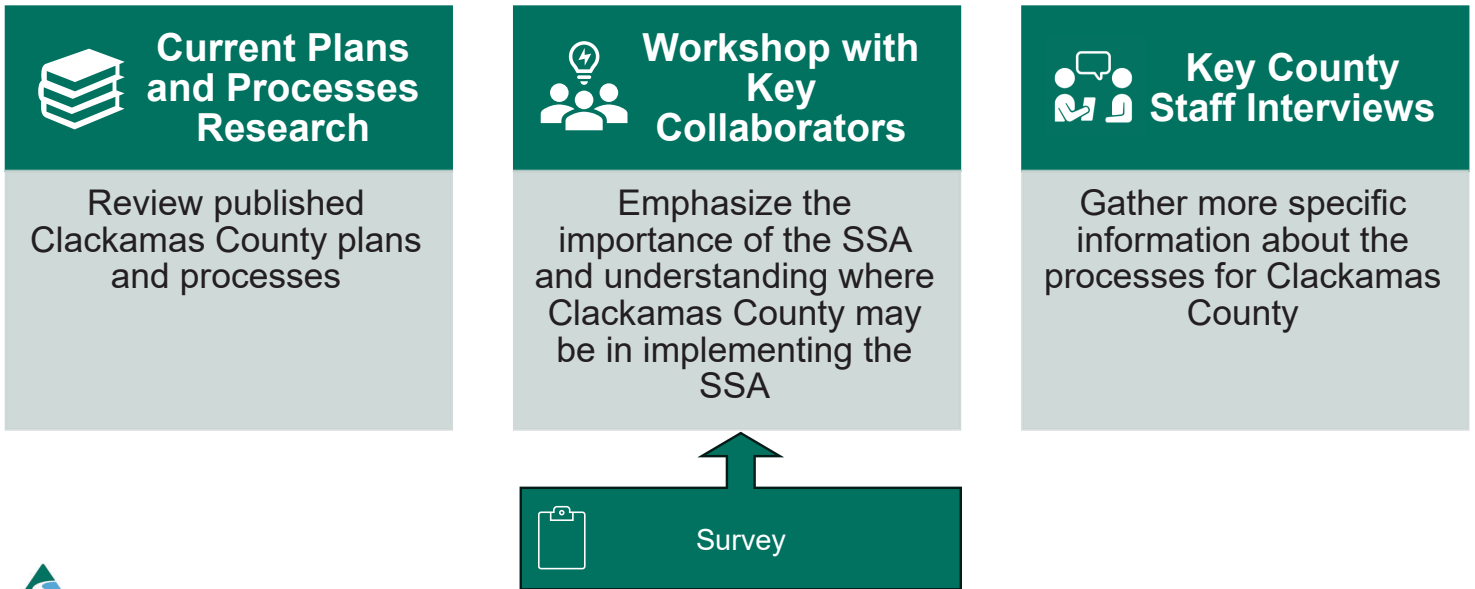 Current Plans
and Processes
Research
Review published
Clackamas County plans
and processes
Workshop with
Key
Collaborators
Emphasize the
importance of the SSA
and understanding where
Clackamas County may
be in implementing the
SSA
Key County
Staff Interviews
Gather more specific
information about the
processes for Clackamas
County
Survey